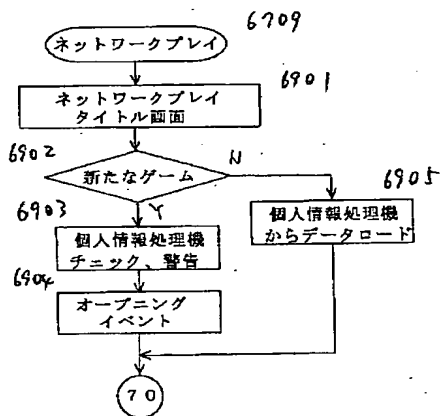 6709
ネットワークプレイ
6901
ネットワークプレイ
タイトル画面
6902
新たなゲーム
N
Y
6903
個人情報処理機
チェック、警告
6905
個人情報処理機
からデータロード
6904
オープニング
イベント
70